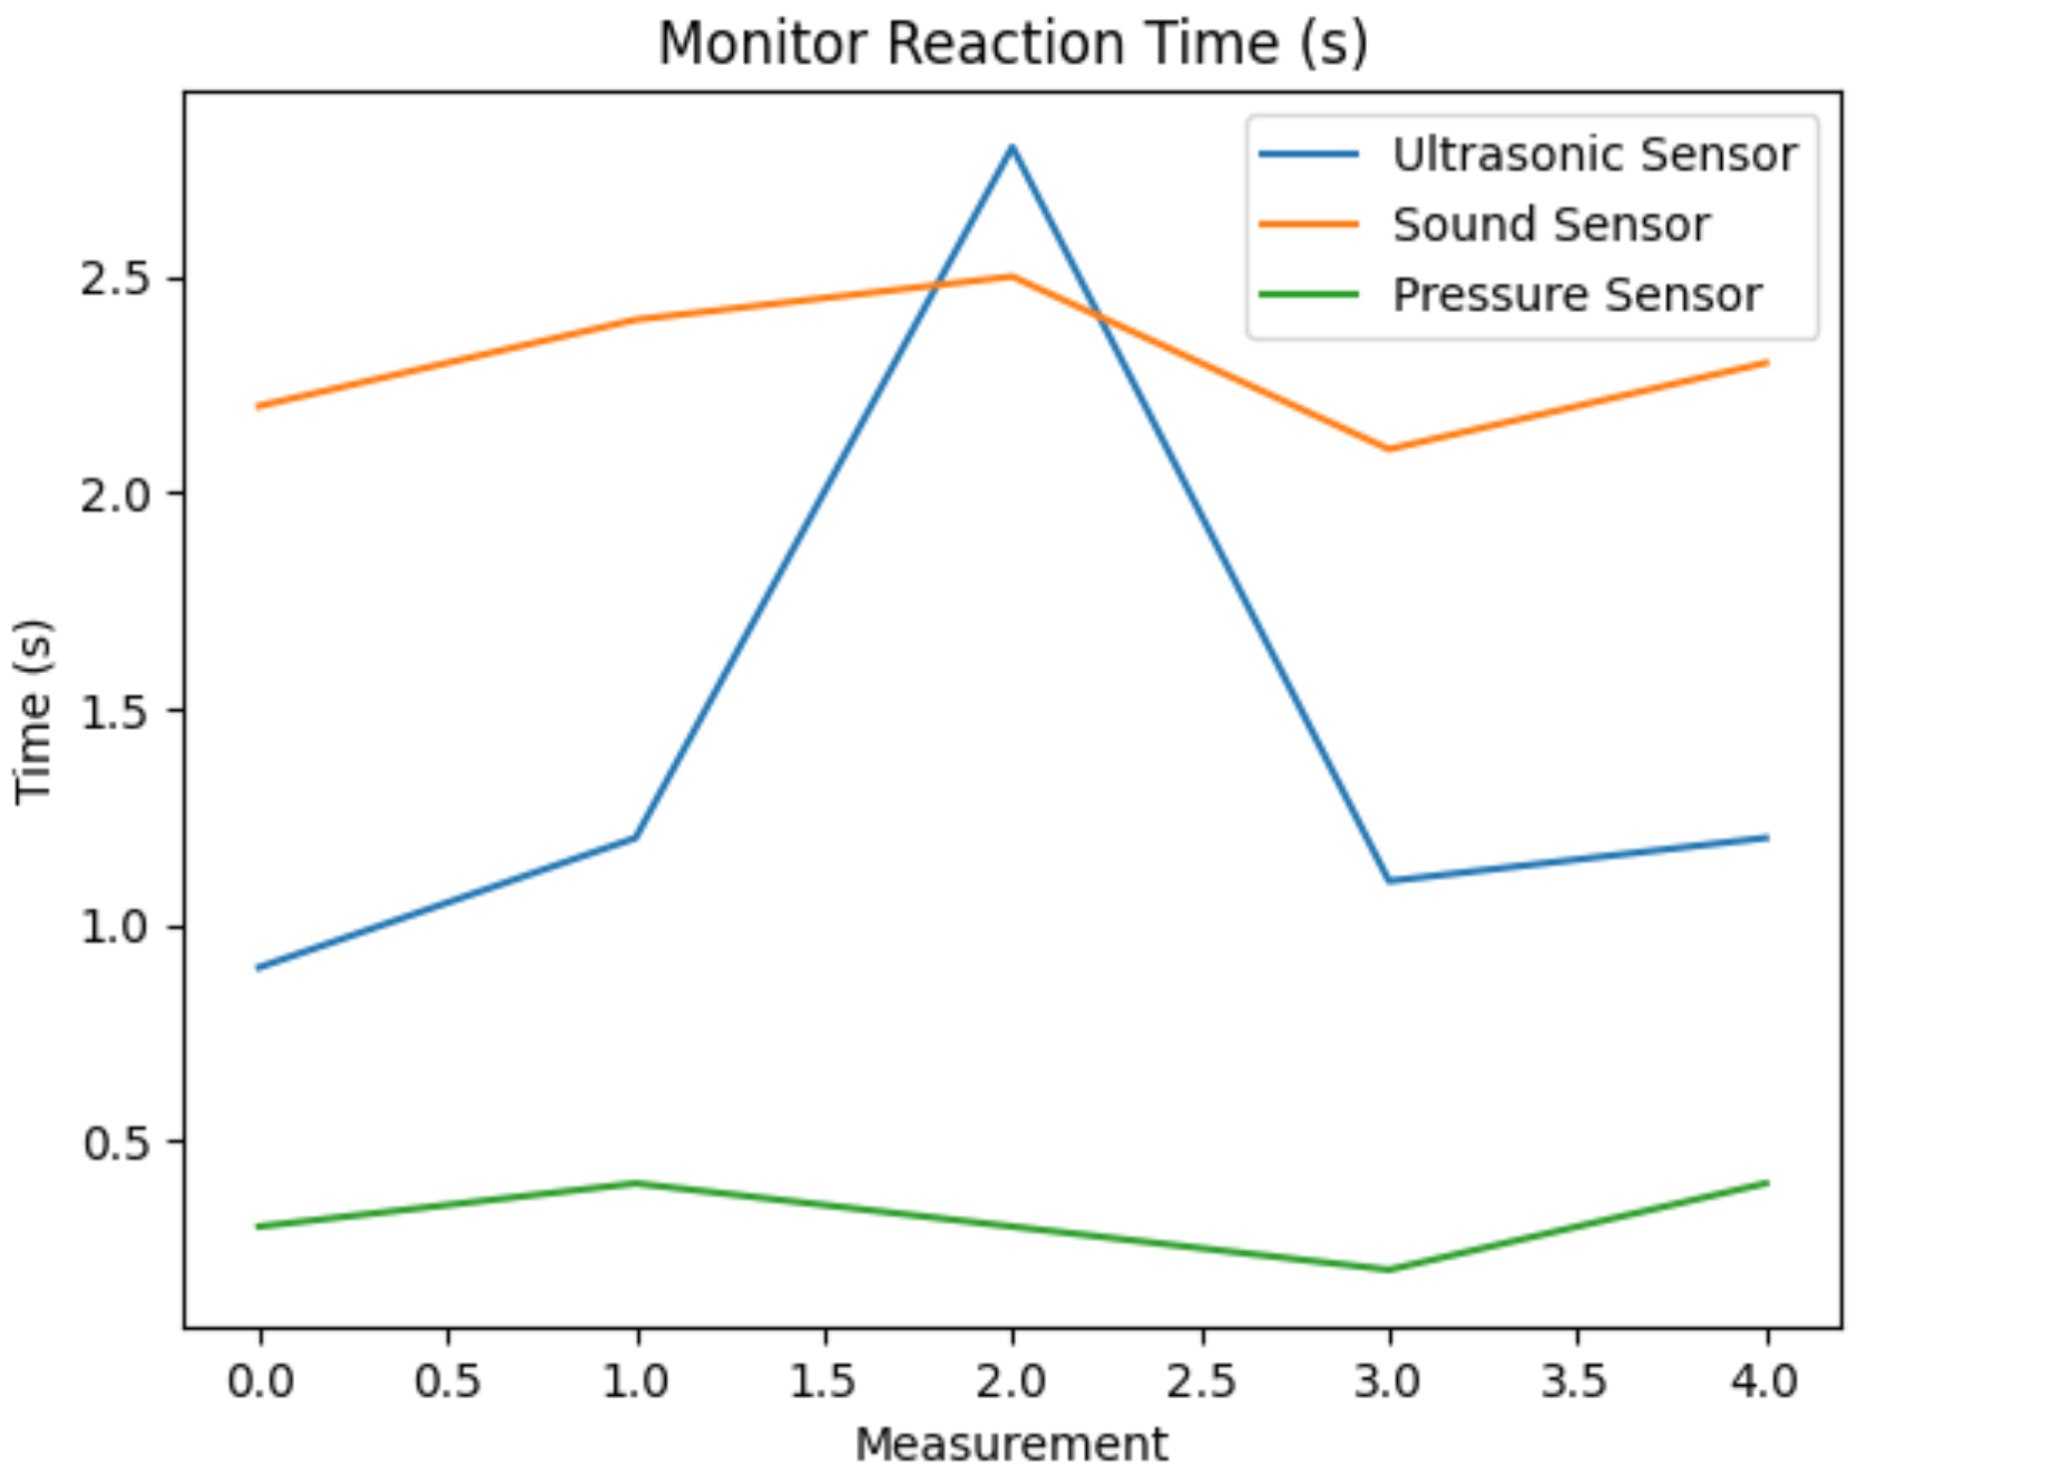 Monitor Reaction Time (s)
Ultrasonic Sensor
Sound Sensor
Pressure Sensor
Time (s)
2.5
2.0
1.5
1.0
0.5
0.0 0.5 1.0 1.5 2.0 2.5 3.0 3.5 4.0
Measurement